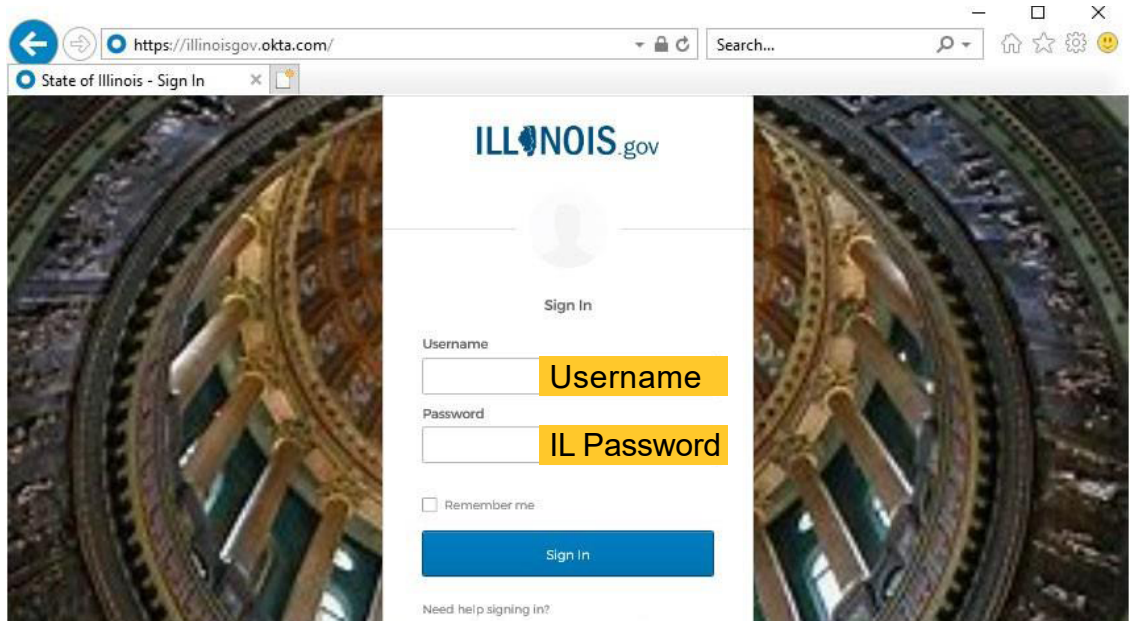 https://illinoisgov.okta.com/
Search...
State of Illinois - Sign In
ILLINOIS.gov
Sign In
Username
Username
Password
IL Password
Remember me
Sign In
Need help signing in?